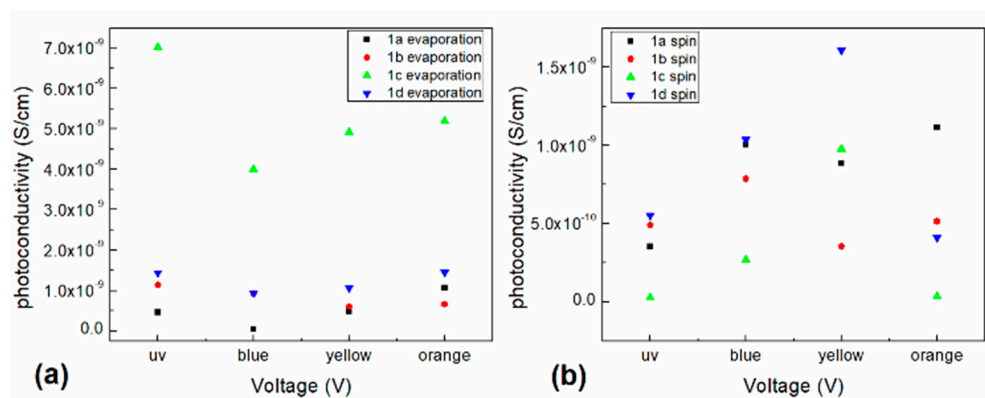 photoconductivity (S/cm)
7.0x10⁻⁹
6.0x10⁻⁹
5.0x10⁻⁹
4.0x10⁻⁹
3.0x10⁻⁹
2.0x10⁻⁹
1.0x10⁻⁹
0.0
1a evaporation
1b evaporation
1c evaporation
1d evaporation
uv blue yellow orange
Voltage (V)
(a)
photoconductivity (S/cm)
1.5x10⁻⁹
1.0x10⁻⁹
5.0x10⁻¹⁰
0.0
1a spin
1b spin
1c spin
1d spin
uv blue yellow orange
Voltage (V)
(b)